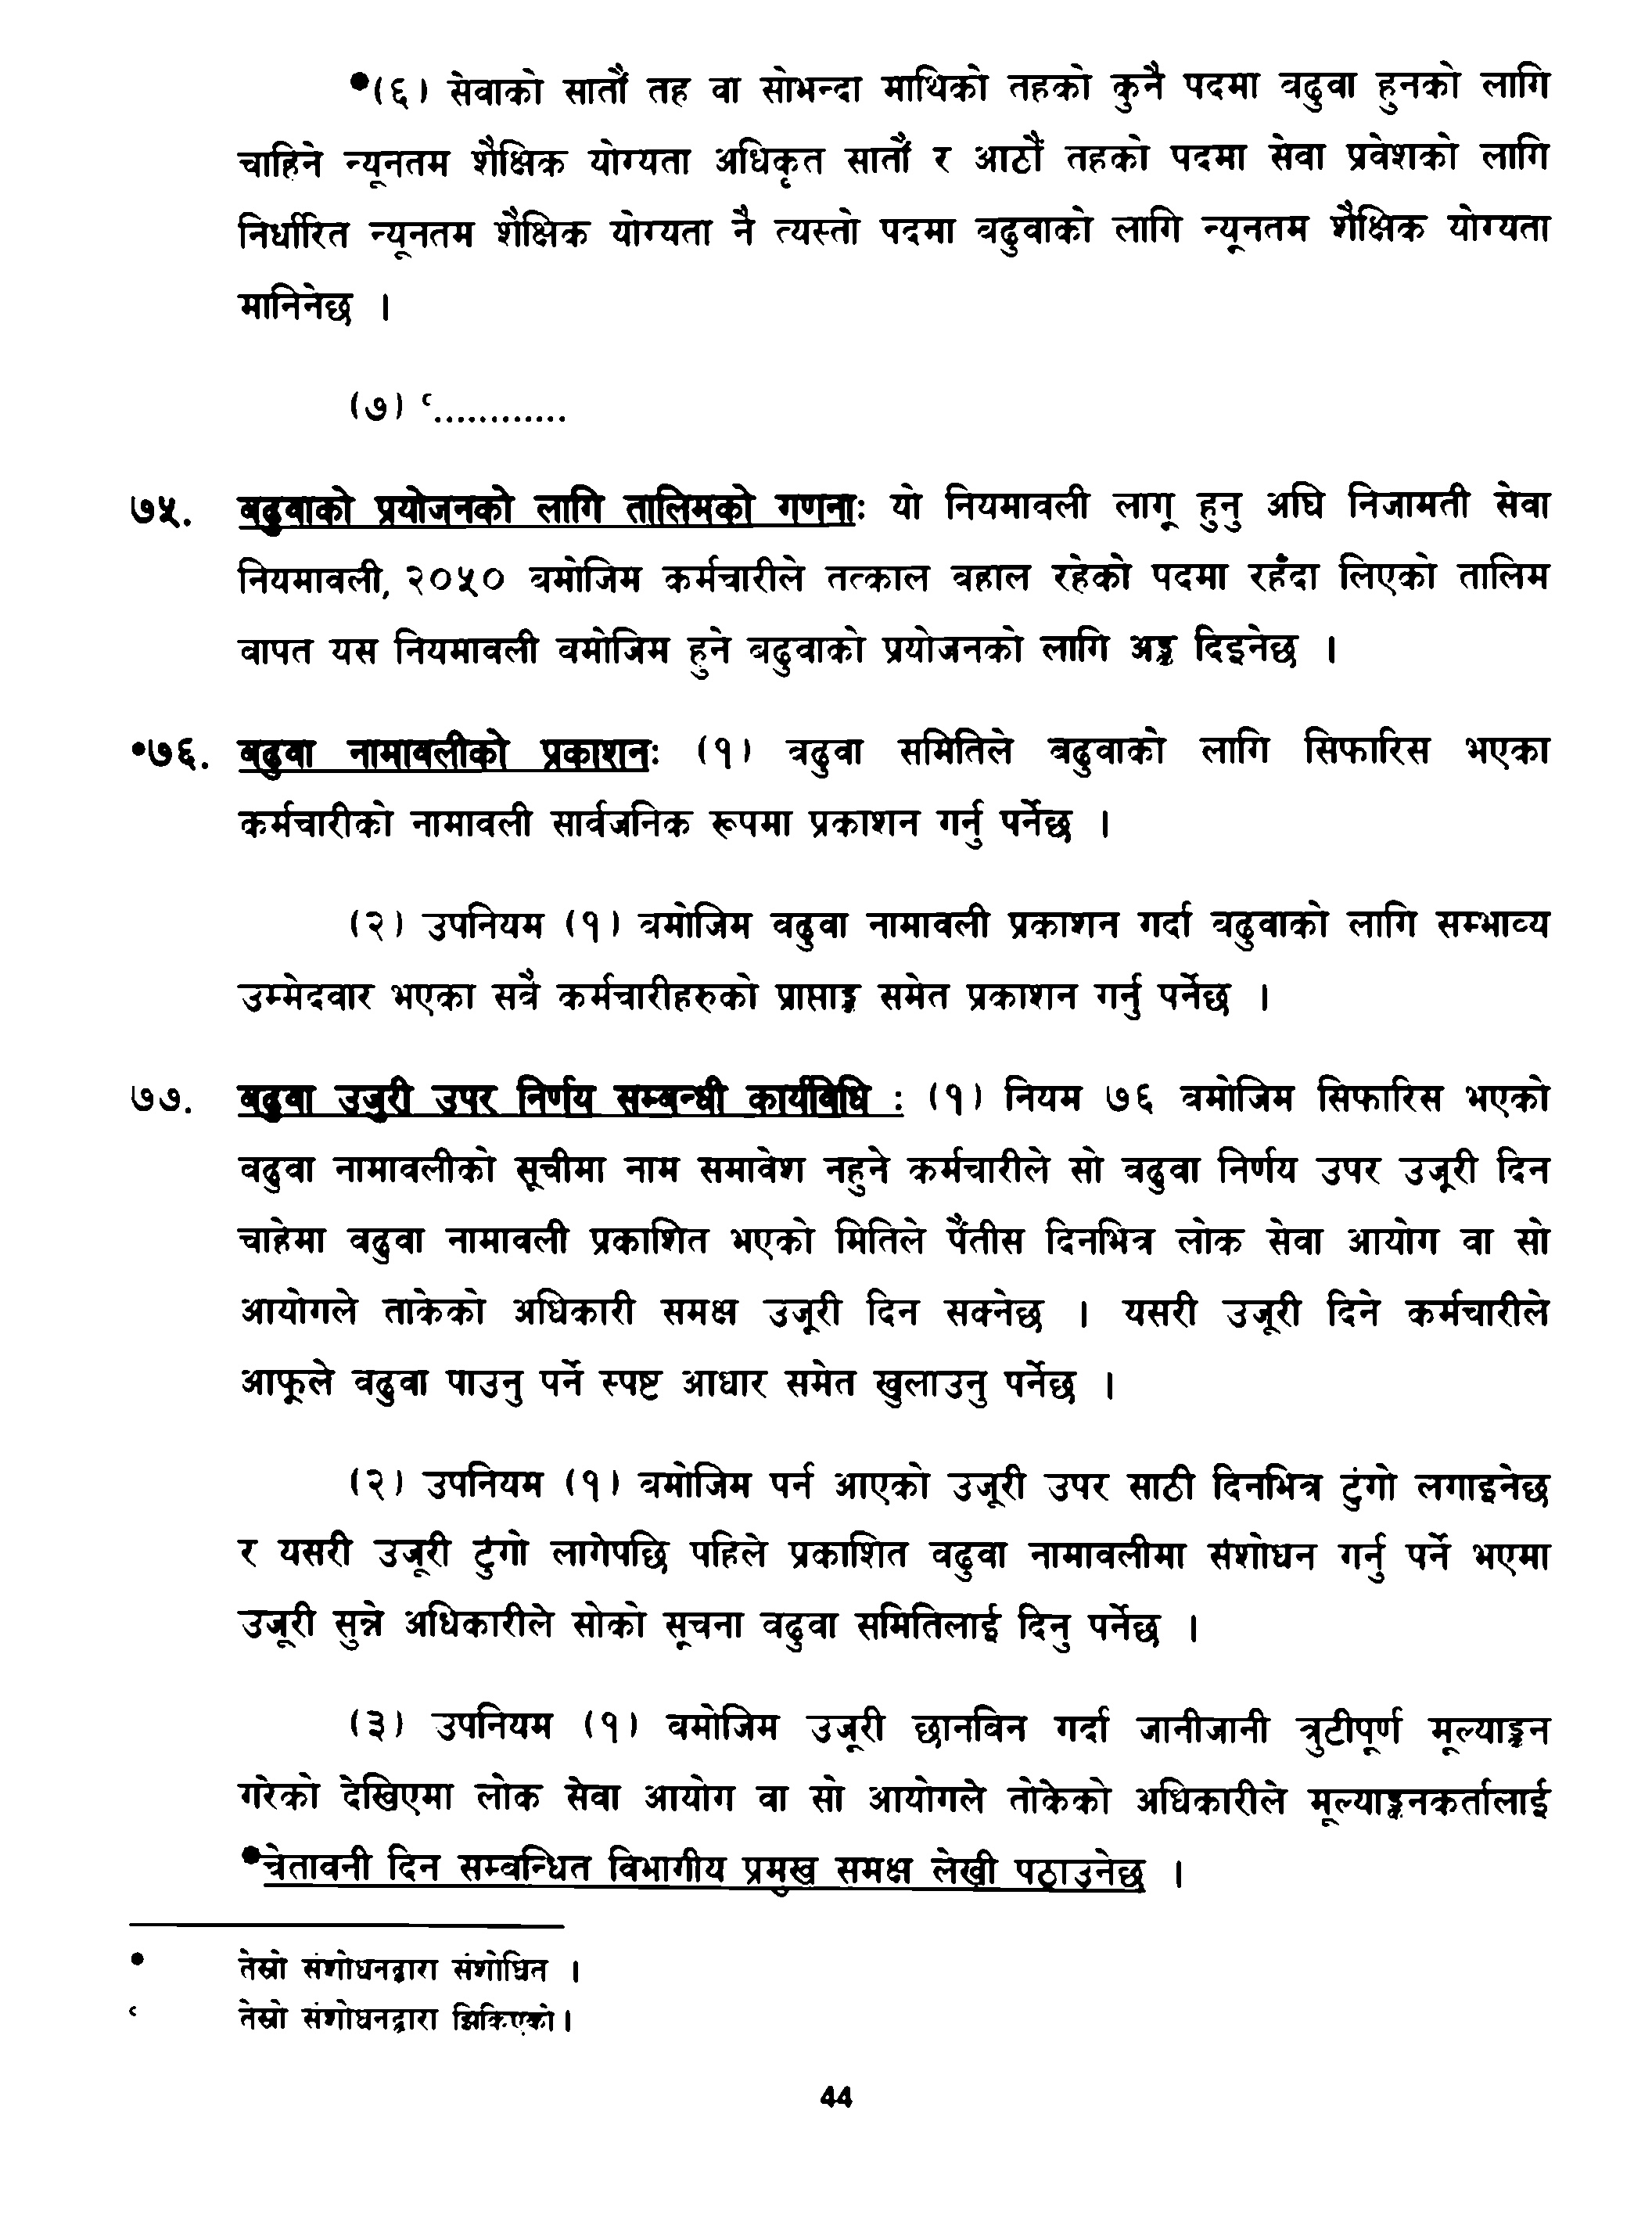 ●(६) सेवाको सातौं तह वा सोभन्दा माथिको तहको कुनै पदमा बढुवा हुनको लागि
चाहिने न्यूनतम शैक्षिक योग्यता अधिकृत सातौं र आठौं तहको पदमा सेवा प्रवेशको लागि
निर्धारित न्यूनतम शैक्षिक योग्यता नै त्यस्तो पदमा बढुवाको लागि न्यूनतम शैक्षिक योग्यता
मानिनेछ ।
(७) ୯............
७५. बढुवाको प्रयोजनको लागि तालिमको गणनाः यो नियमावली लागू हुनु अघि निजामती सेवा
नियमावली, २०५० बमोजिम कर्मचारीले तत्काल बहाल रहेको पदमा रहँदा लिएको तालिम
वापत यस नियमावली बमोजिम हुने बढुवाको प्रयोजनको लागि अङ्क दिइनेछ ।
●७६. बढुवा नामावलीको प्रकाशनः (१) बढुवा समितिले बढुवाको लागि सिफारिस भएका
कर्मचारीको नामावली सार्वजनिक रूपमा प्रकाशन गर्नु पर्नेछ ।
(२) उपनियम (१) बमोजिम बढुवा नामावली प्रकाशन गर्दा बढुवाको लागि सम्भाव्य
उम्मेदवार भएका सबै कर्मचारीहरुको प्राप्ताङ्क समेत प्रकाशन गर्नु पर्नेछ ।
७७. बढुवा उजुरी उपर निर्णय सम्बन्धी कार्यविधि : (१) नियम ७६ बमोजिम सिफारिस भएको
बढुवा नामावलीको सूचीमा नाम समावेश नहुने कर्मचारीले सो बढुवा निर्णय उपर उजूरी दिन
चाहेमा बढुवा नामावली प्रकाशित भएको मितिले पैंतीस दिनभित्र लोक सेवा आयोग वा सो
आयोगले ताकेको अधिकारी समक्ष उजूरी दिन सक्नेछ । यसरी उजूरी दिने कर्मचारीले
आफूले बढुवा पाउनु पर्ने स्पष्ट आधार समेत खुलाउनु पर्नेछ ।
(२) उपनियम (१) बमोजिम पर्न आएको उजूरी उपर साठी दिनभित्र टुंगो लगाइनेछ
र यसरी उजूरी टुंगो लागेपछि पहिले प्रकाशित बढुवा नामावलीमा संशोधन गर्नु पर्ने भएमा
उजूरी सुन्ने अधिकारीले सोको सूचना बढुवा समितिलाई दिनु पर्नेछ ।
(३) उपनियम (१) बमोजिम उजूरी छानबिन गर्दा जानीजानी त्रुटीपूर्ण मूल्याङ्कन
गरेको देखिएमा लोक सेवा आयोग वा सो आयोगले तोकेको अधिकारीले मूल्याङ्कनकर्तालाई
●चेतावनी दिन सम्बन्धित विभागीय प्रमुख समक्ष लेखी पठाउनेछ ।
● तेस्रो संशोधनद्वारा संशोधित ।
୯ तेस्रो संशोधनद्वारा झिकिएको।
44